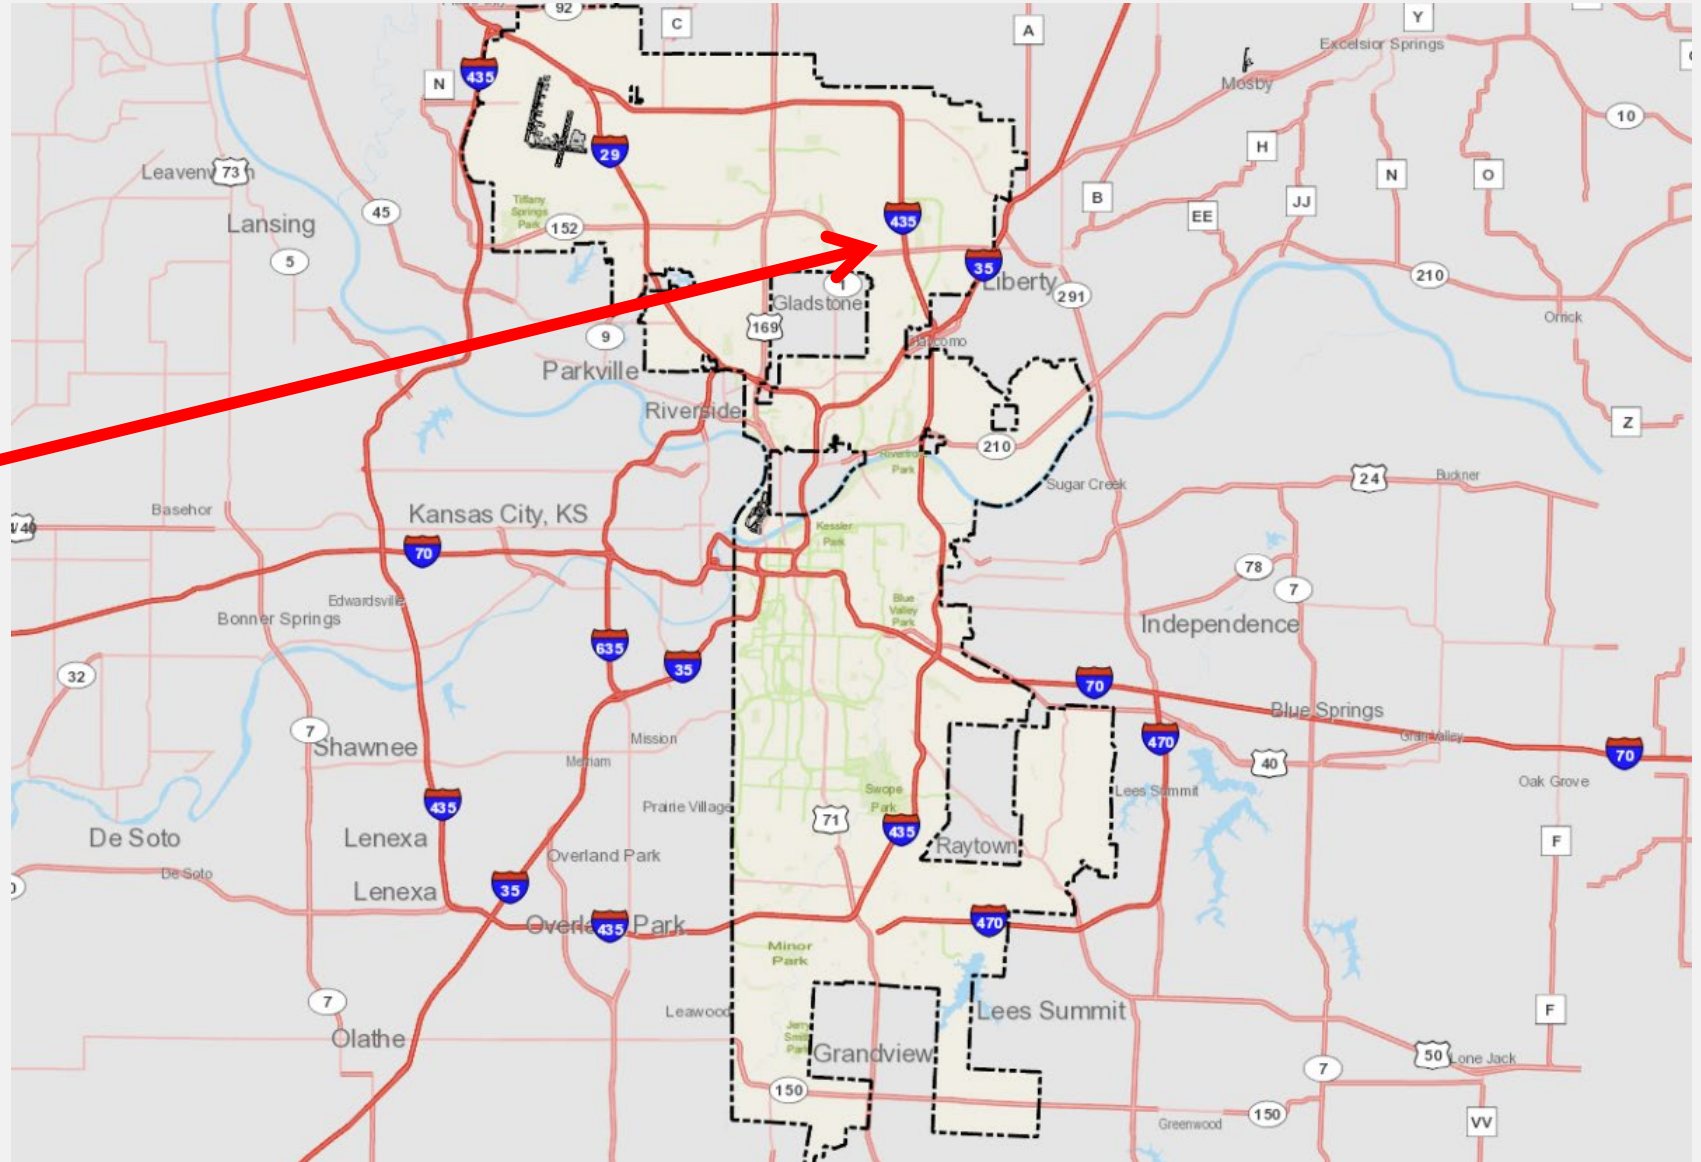 92
C
A
Y
Excelsior Springs
435
N
Mosby
10
29
H
Leavenw
73
N
O
B
JJ
45
Tiffany
Springs
Park
Lansing
152
435
EE
5
35
Liberty
210
291
1
Gladstone
169
9
Orrick
Parkville
Riverside
Z
210
Riverfront
Park
24
Buckner
Sugar Creek
Basehor
Kansas City, KS
Kessler
Park
70
78
7
Edwardsville
Blue
Valley
Park
Bonner Springs
Independence
635
35
32
70
7
Shawnee
Mission
Blue Springs
470
Grain Valley
70
Merriam
40
Oak Grove
435
Prairie Village
Swope
Park
Lees Summit
71
435
De Soto
Lenexa
Raytown
F
Overland Park
De Soto
Lenexa
35
Overland Park
435
470
Minor
Park
7
Leawood
Lees Summit
F
Jerry
Smith
Park
Olathe
Grandview
50
Lone Jack
7
150
150
Greenwood
VV